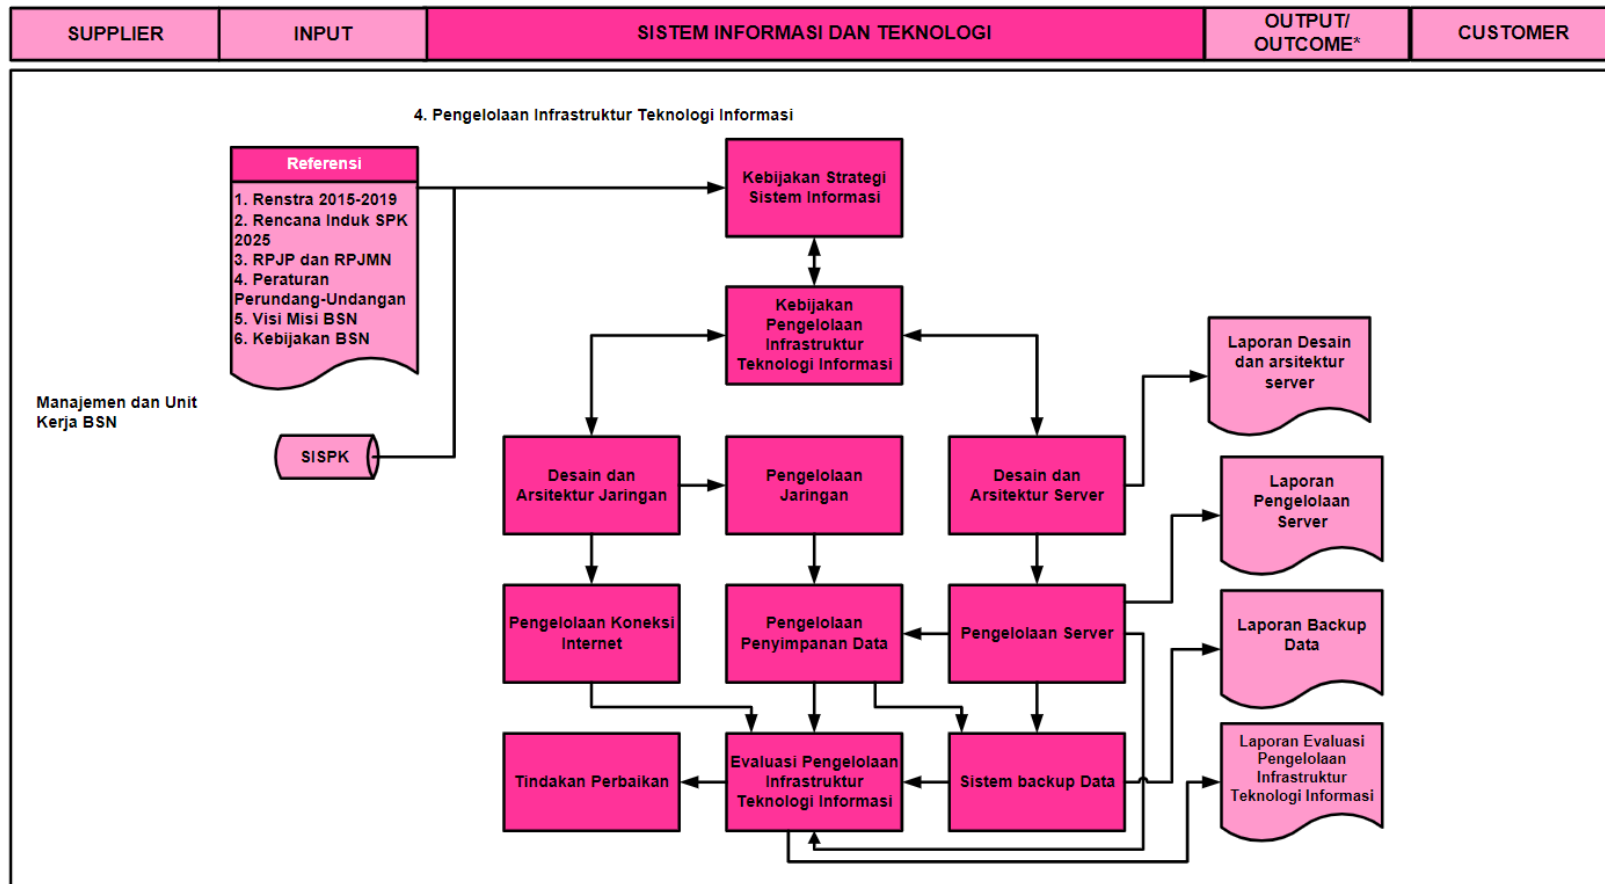 SUPPLIER
INPUT
SISTEM INFORMASI DAN TEKNOLOGI
OUTPUT/
OUTCOME*
CUSTOMER
4. Pengelolaan Infrastruktur Teknologi Informasi
Referensi
1. Renstra 2015-2019
2. Rencana Induk SPK
2025
3. RPJP dan RPJMN
4. Peraturan
Perundang-Undangan
5. Visi Misi BSN
6. Kebijakan BSN
Kebijakan Strategi
Sistem Informasi
Kebijakan
Pengelolaan
Infrastruktur
Teknologi Informasi
Laporan Desain
dan arsitektur
server
Manajemen dan Unit
Kerja BSN
SISPK
Desain dan
Arsitektur Jaringan
Pengelolaan
Jaringan
Desain dan
Arsitektur Server
Laporan
Pengelolaan
Server
Pengelolaan Koneksi
Internet
Pengelolaan
Penyimpanan Data
Pengelolaan Server
Laporan Backup
Data
Tindakan Perbaikan
Evaluasi Pengelolaan
Infrastruktur
Teknologi Informasi
Sistem backup Data
Laporan Evaluasi
Pengelolaan
Infrastruktur
Teknologi Informasi